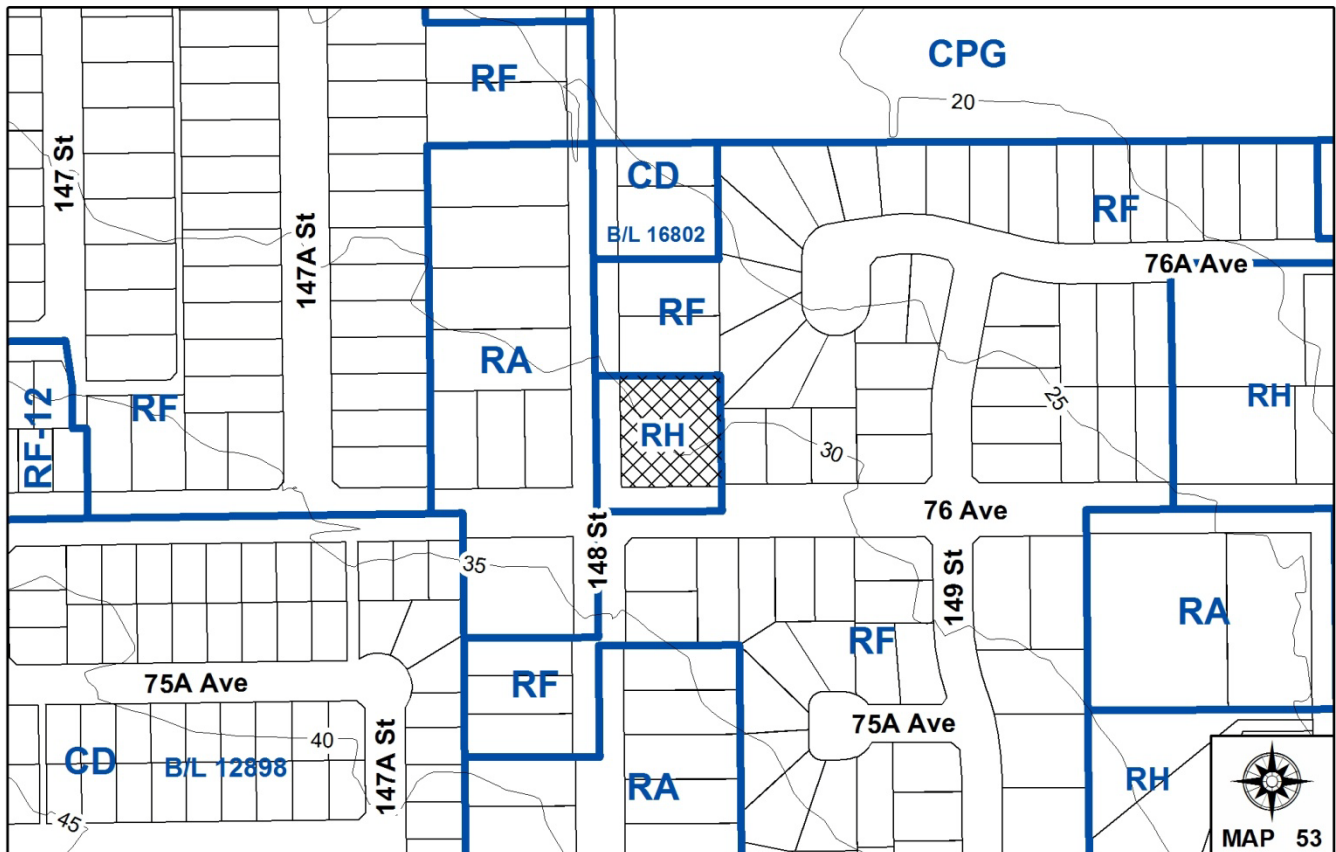 CPG
RF
20
147 St
CD
147A St
RF
B/L 16802
76A Ave
RF
RA
RF-12
RF
25
RH
RH
30
76 Ave
35
148 St
149 St
RA
RF
RF
75A Ave
75A Ave
40
CD
B/L 12898
147A St
RA
RH
45
MAP 53